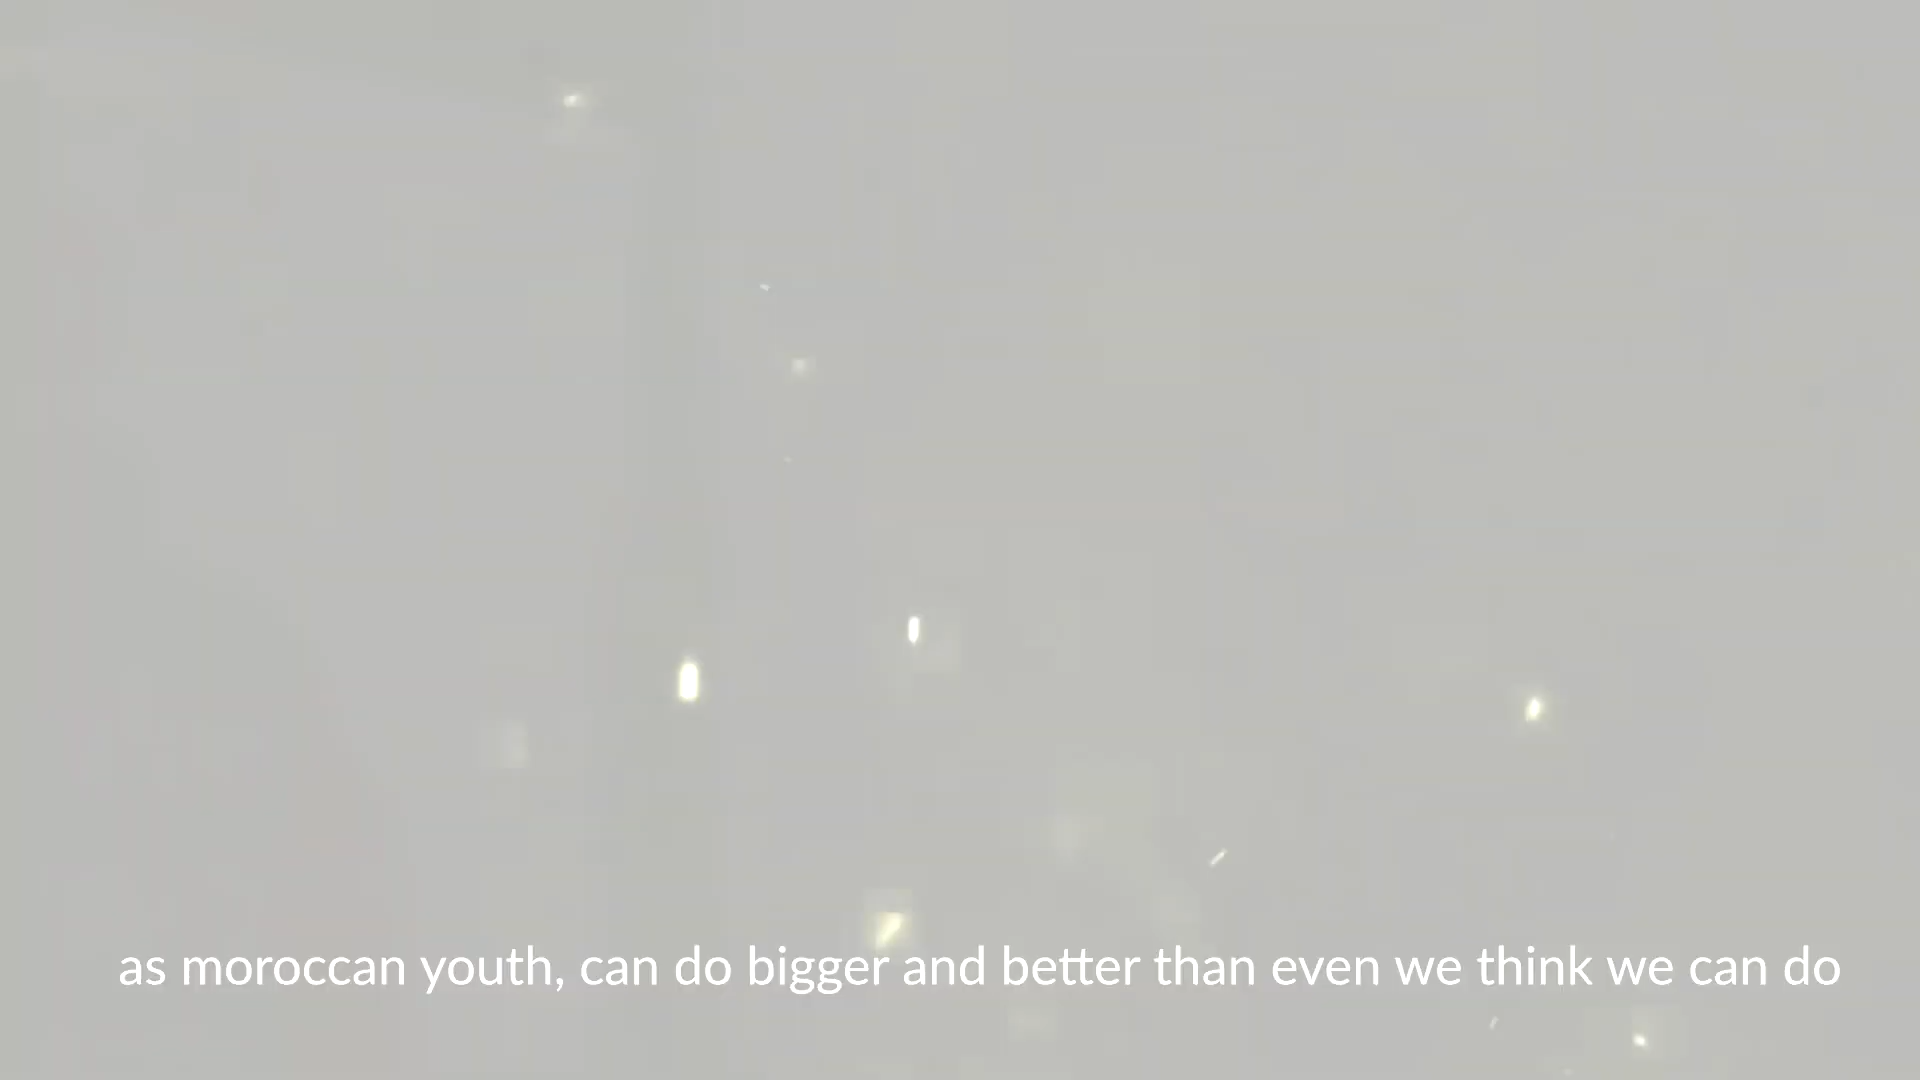 as moroccan youth, can do bigger and better than even we think we can do